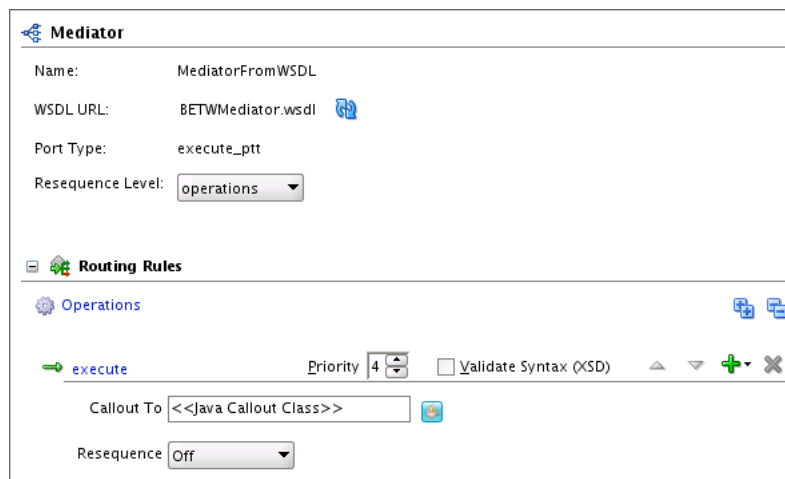 Mediator
Name: MediatorFromWSDL
WSDL URL: BETWMediator.wsdl
Port Type: execute_ptt
Resequence Level: operations
Routing Rules
Operations
execute Priority 4 Validate Syntax (XSD)
Callout To <<Java Callout Class>>
Resequence Off